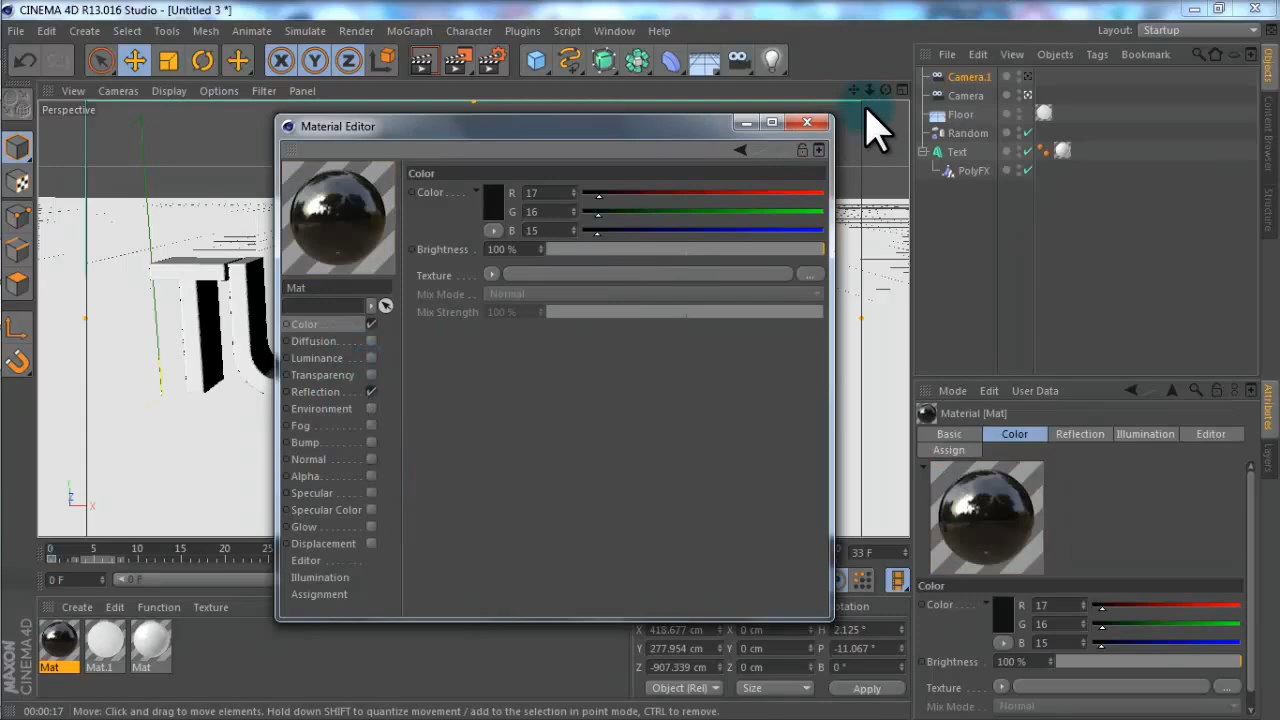 CINEMA 4D R13.016 Studio - [Untitled 3 *]
File Edit Create Select Tools Mesh Animate Simulate Render MoGraph Character Plugins Script Window Help Layout: Startup
File Edit View Objects Tags Bookmark
View Cameras Display Options Filter Panel
Perspective
Camera.1
Camera
Floor
Random
Text
PolyFX
Objects
Content Browser
Structure
Material Editor
Color
Color
R 17
G 16
B 15
Brightness 100 %
Texture
Mix Mode Normal
Mix Strength 100 %
Mat
Color
Diffusion
Luminance
Transparency
Reflection
Environment
Fog
Bump
Normal
Alpha
Specular
Specular Color
Glow
Displacement
Editor
Illumination
Assignment
Mode Edit User Data
Material [Mat]
Basic Color Reflection Illumination Editor
Assign
Color
Color R 17
G 16
B 15
Brightness 100 %
Texture
Mix Mode Normal
Attributes
Layers
X
Y
Z
0 5 10 15 20 25
33 F
0 F
0 F
Create Edit Function Texture
Mat Mat.1 Mat
X 418.677 cm X 0 cm H 2.125 °
Y 277.954 cm Y 0 cm P -11.067 °
Z -907.339 cm Z 0 cm B 0 °
Object (Rel) Size Apply
MAXON
CINEMA 4D
00:00:17 Move: Click and drag to move elements. Hold down SHIFT to quantize movement / add to the selection in point mode, CTRL to remove.